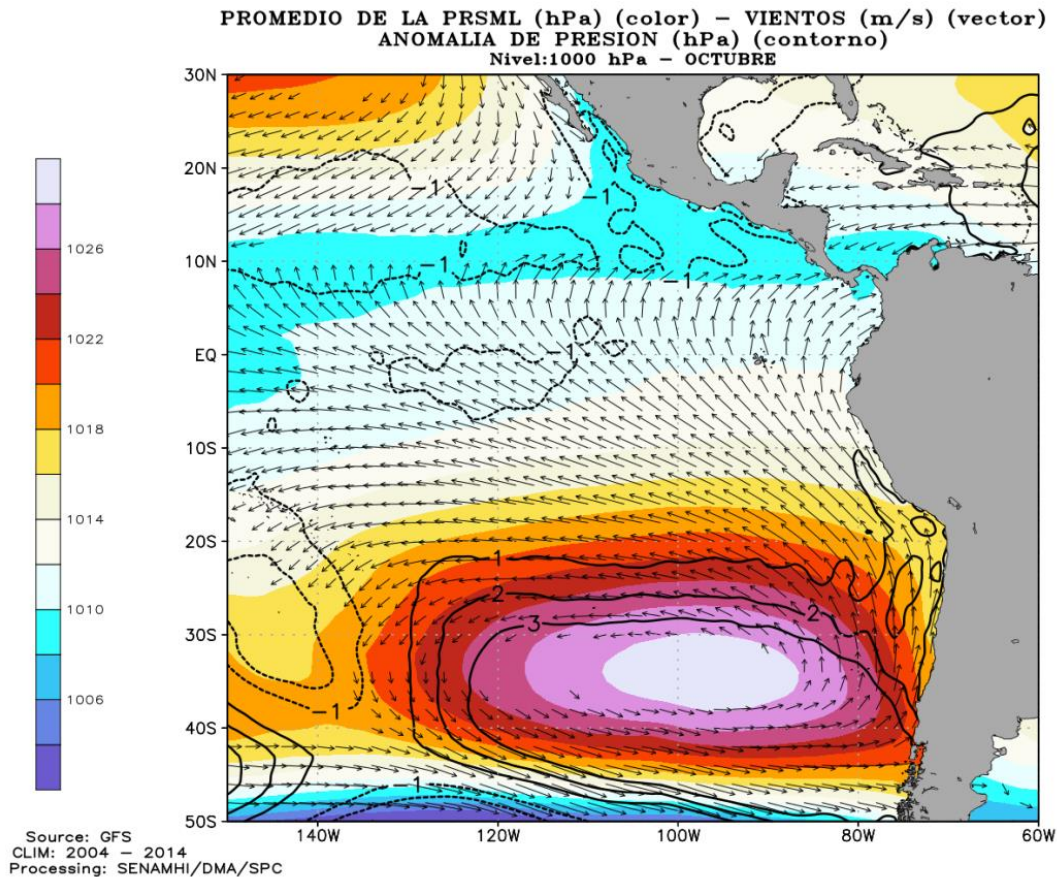 PROMEDIO DE LA PRSML (hPa) (color) – VIENTOS (m/s) (vector)
ANOMALIA DE PRESION (hPa) (contorno)
Nivel:1000 hPa – OCTUBRE
30N
20N
10N
EQ
10S
20S
30S
40S
50S
140W
120W
100W
80W
60W
1026
1022
1018
1014
1010
1006
-1
-1
-1
-1
-1
1
2
2
3
-1
1
Source: GFS
CLIM: 2004 – 2014
Processing: SENAMHI/DMA/SPC